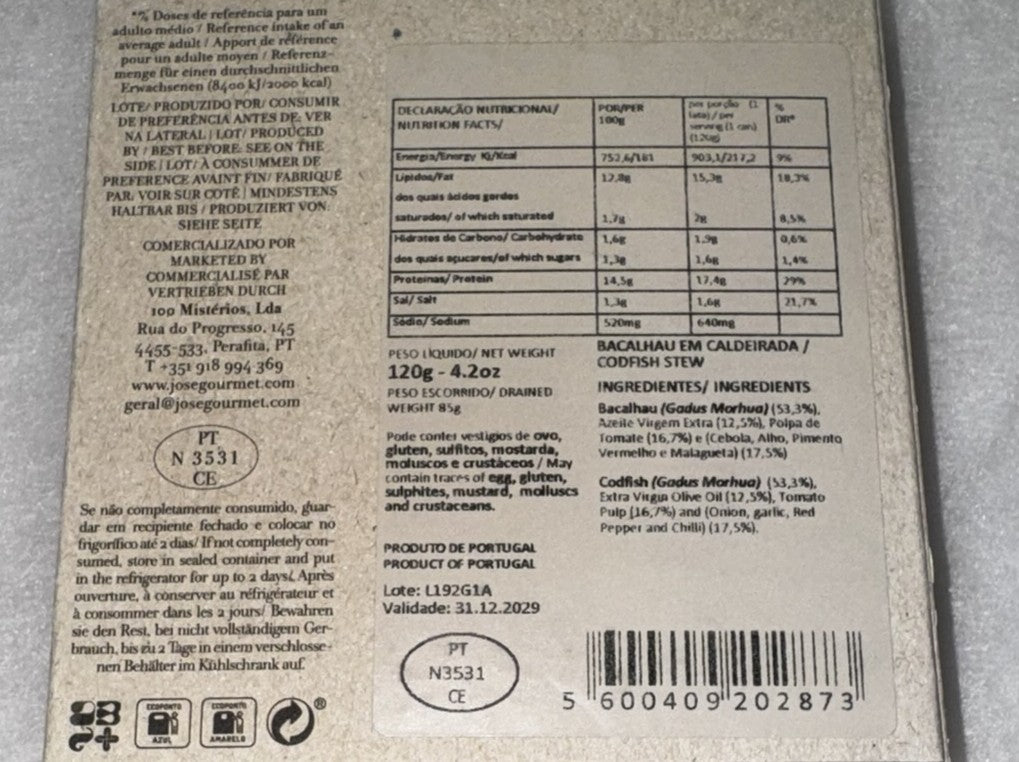 *% Doses de referência para um
adulto médio / Reference intake of an
average adult / Apport de référence
pour un adulte moyen / Referenz-
menge für einen durchschnittlichen
Erwachsenen (8400 kJ/2000 kcal)
LOTE/ PRODUZIDO POR/ CONSUMIR
DE PREFERÊNCIA ANTES DE: VER
NA LATERAL | LOT/ PRODUCED
BY / BEST BEFORE: SEE ON THE
SIDE | LOT/ À CONSUMMER DE
PREFERENCE AVAINT FIN/ FABRIQUÉ
PAR: VOIR SUR COTÉ | MINDESTENS
HALTBAR BIS / PRODUZIERT VON:
SIEHE SEITE
COMERCIALIZADO POR
MARKETED BY
COMMERCIALISÉ PAR
VERTRIEBEN DURCH
100 Mistérios, Lda
Rua do Progresso, 145
4455-533, Perafita, PT
T +351 918 994 369
www.josegourmet.com
geral@josegourmet.com
PT
N 3531
CE
Se não completamente consumido, guar-
dar em recipiente fechado e colocar no
frigorífico até 2 dias/ If not completely con-
sumed, store in sealed container and put
in the refrigerator for up to 2 days/ Après
ouverture, à conserver au réfrigérateur et
à consommer dans les 2 jours/ Bewahren
sie den Rest, bei nicht vollständigem Ger-
brauch, bis zu 2 Tage in einem verschlosse-
nen Behälter im Kühlschrank auf.
ECOPONTO
AZUL
ECOPONTO
AMARELO
®
DECLARAÇÃO NUTRICIONAL/
NUTRITION FACTS/
POR/PER
100g
per porção (1
lata) / per
serving (1 can)
(120g)
%
DR*
Energia/Energy Kj/Kcal 752,6/181 903,1/217,2 9%
Lípidos/Fat 12,8g 15,3g 18,3%
dos quais ácidos gordos
saturados/ of which saturated 1,7g 2g 8,5%
Hidratos de Carbono/ Carbohydrate 1,6g 1,9g 0,6%
dos quais açucares/of which sugars 1,3g 1,6g 1,4%
Proteínas/ Protein 14,5g 17,4g 29%
Sal/ Salt 1,3g 1,6g 21,7%
Sódio/ Sodium 520mg 640mg
PESO LÍQUIDO/ NET WEIGHT
120g - 4.2oz
PESO ESCORRIDO/ DRAINED
WEIGHT 85g
Pode conter vestígios de ovo,
gluten, sulfitos, mostarda,
moluscos e crustáceos / May
contain traces of egg, gluten,
sulphites, mustard, molluscs
and crustaceans.
PRODUTO DE PORTUGAL
PRODUCT OF PORTUGAL
Lote: L192G1A
Validade: 31.12.2029
PT
N3531
CE
BACALHAU EM CALDEIRADA /
CODFISH STEW
INGREDIENTES/ INGREDIENTS
Bacalhau (Gadus Morhua) (53,3%),
Azeite Virgem Extra (12,5%), Polpa de
Tomate (16,7%) e (Cebola, Alho, Pimento
Vermelho e Malagueta) (17,5%)
Codfish (Gadus Morhua) (53,3%),
Extra Virgin Olive Oil (12,5%), Tomato
Pulp (16,7%) and (Onion, garlic, Red
Pepper and Chilli) (17,5%).
5 600409 202873